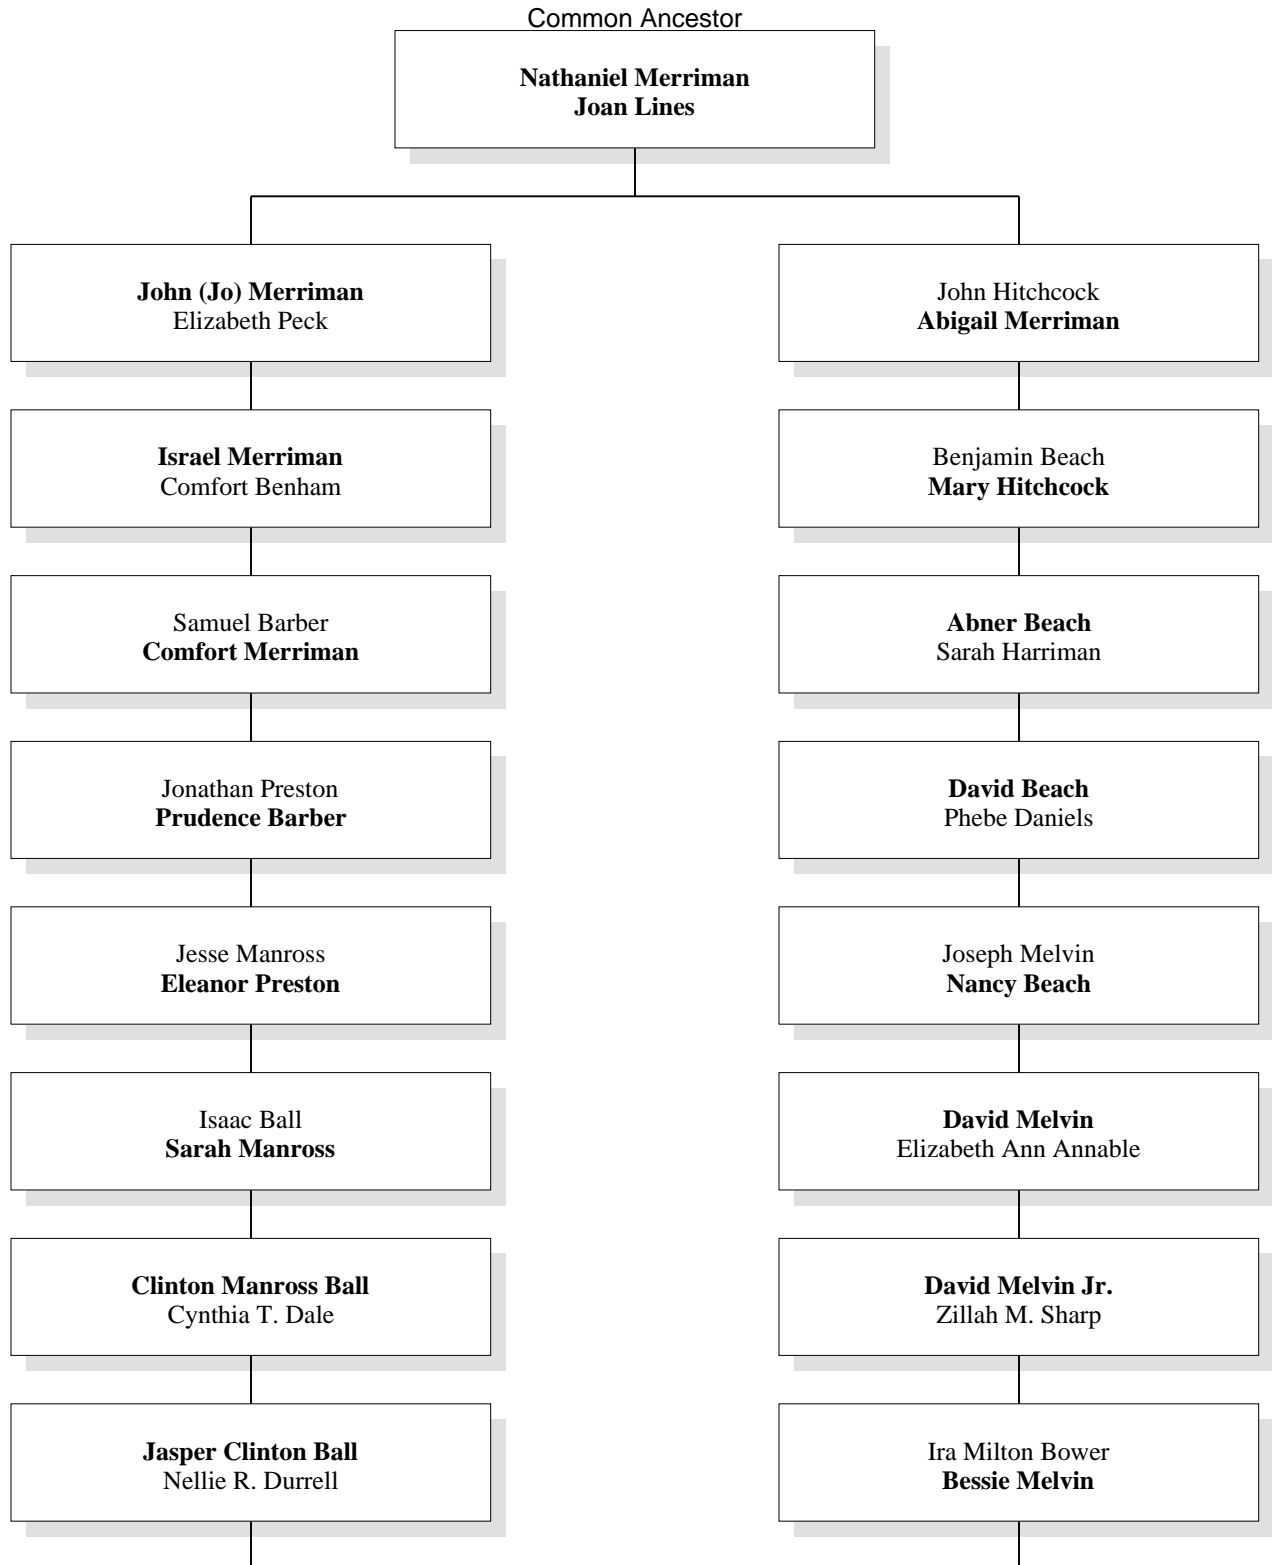 Common Ancestor
Nathaniel Merriman
Joan Lines
John (Jo) Merriman
Elizabeth Peck
John Hitchcock
Abigail Merriman
Israel Merriman
Comfort Benham
Benjamin Beach
Mary Hitchcock
Samuel Barber
Comfort Merriman
Abner Beach
Sarah Harriman
Jonathan Preston
Prudence Barber
David Beach
Phebe Daniels
Jesse Manross
Eleanor Preston
Joseph Melvin
Nancy Beach
Isaac Ball
Sarah Manross
David Melvin
Elizabeth Ann Annable
Clinton Manross Ball
Cynthia T. Dale
David Melvin Jr.
Zillah M. Sharp
Jasper Clinton Ball
Nellie R. Durrell
Ira Milton Bower
Bessie Melvin